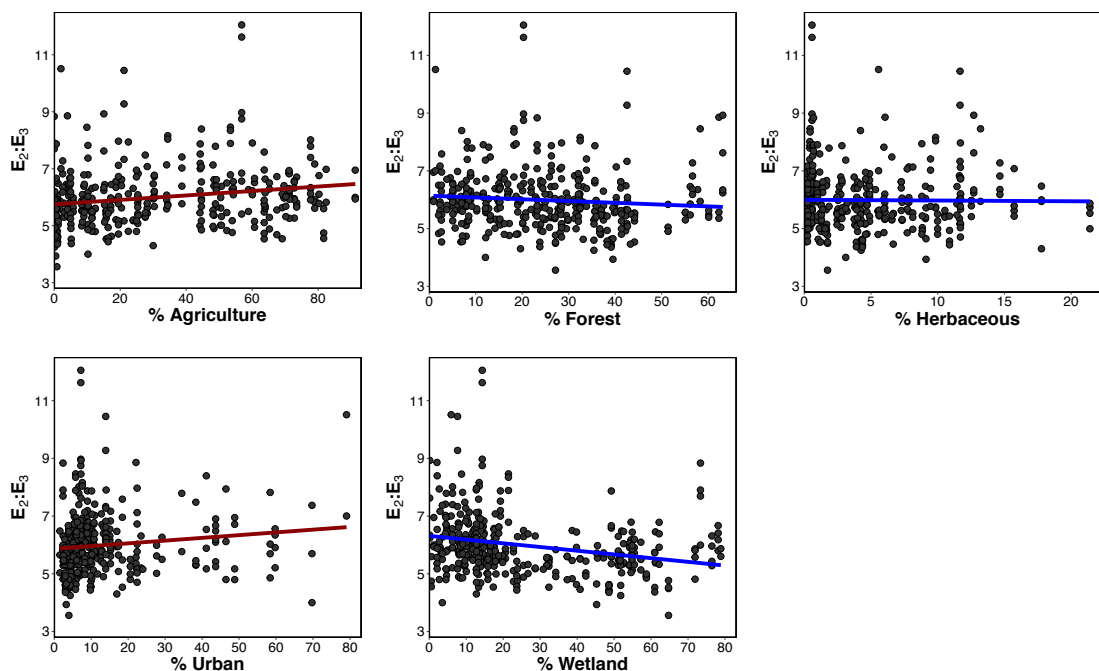 11
9
7
5
3
E₂:E₃
0 20 40 60 80
% Agriculture
11
9
7
5
3
E₂:E₃
0 10 20 30 40 50 60
% Forest
11
9
7
5
3
E₂:E₃
0 5 10 15 20
% Herbaceous
11
9
7
5
3
E₂:E₃
0 10 20 30 40 50 60 70 80
% Urban
11
9
7
5
3
E₂:E₃
0 10 20 30 40 50 60 70 80
% Wetland